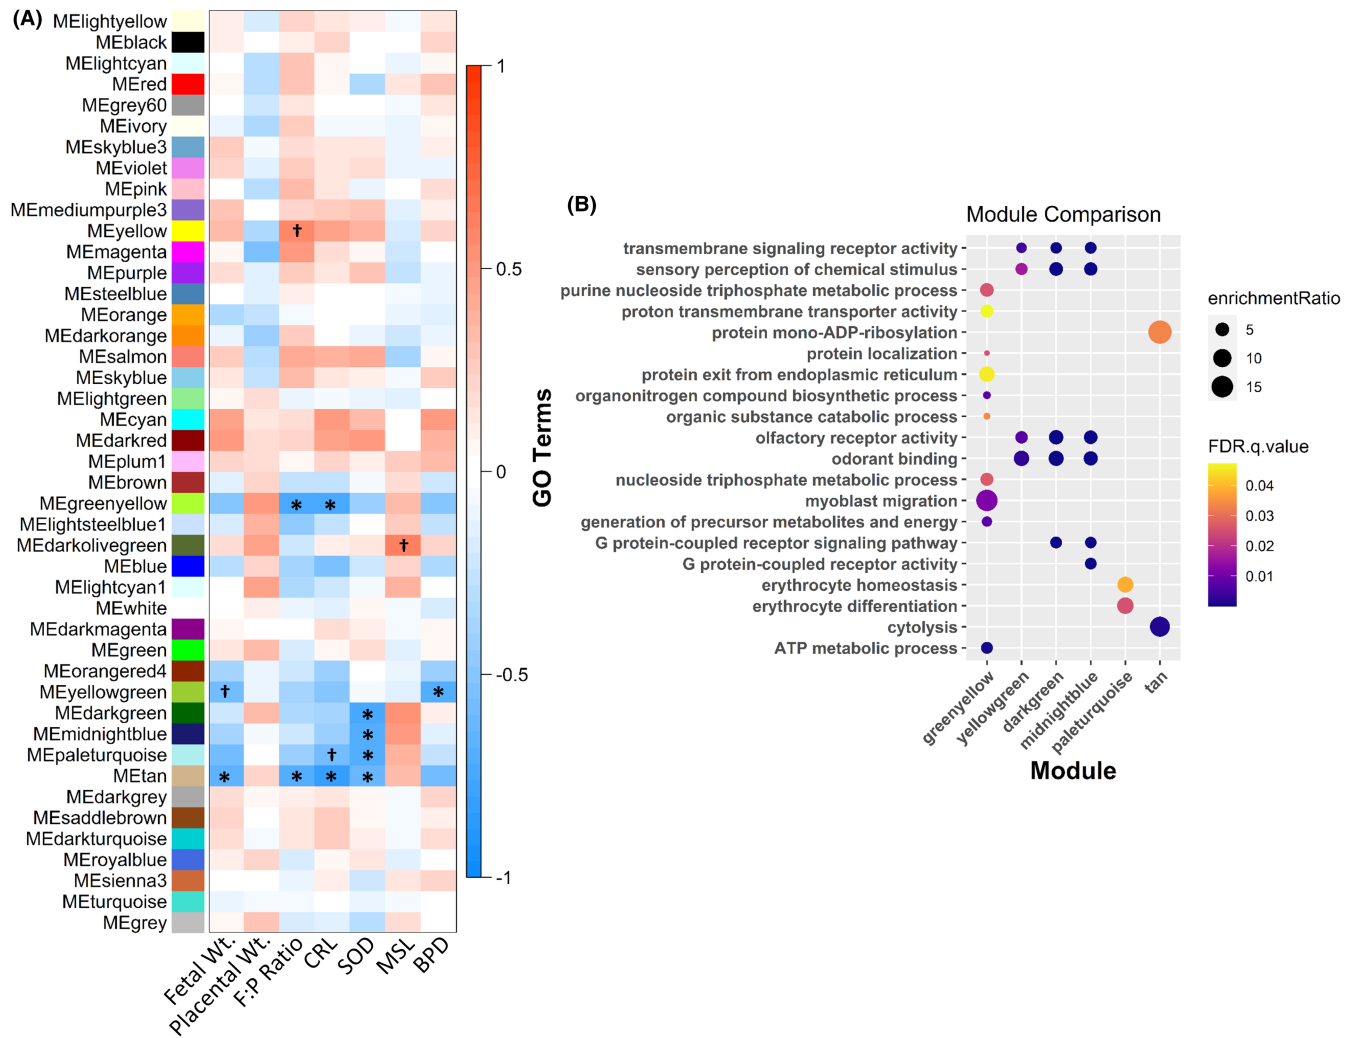 (A)
MElightyellow
MEblack
MElightcyan
MEred
MEgrey60
MEivory
MEskyblue3
MEviolet
MEpink
MEmediumpurple3
MEyellow
MEmagenta
MEpurple
MEsteelblue
MEorange
MEdarkorange
MEsalmon
MEskyblue
MElightgreen
MEcyan
MEdarkred
MEplum1
MEbrown
MEgreenyellow
MElightsteelblue1
MEdarkolivegreen
MEblue
MElightcyan1
MEwhite
MEdarkmagenta
MEgreen
MEorangered4
MEyellowgreen
MEdarkgreen
MEmidnightblue
MEpaleturquoise
MEtan
MEdarkgrey
MEsaddlebrown
MEdarkturquoise
MEroyalblue
MEsienna3
MEturquoise
MEgrey
†
* *
†
† *
*
*
† *
* * * *
Fetal Wt.
Placental Wt.
F:P Ratio
CRL
SOD
MSL
BPD
1
0.5
0
-0.5
-1
(B)
Module Comparison
GO Terms
transmembrane signaling receptor activity
sensory perception of chemical stimulus
purine nucleoside triphosphate metabolic process
proton transmembrane transporter activity
protein mono-ADP-ribosylation
protein localization
protein exit from endoplasmic reticulum
organonitrogen compound biosynthetic process
organic substance catabolic process
olfactory receptor activity
odorant binding
nucleoside triphosphate metabolic process
myoblast migration
generation of precursor metabolites and energy
G protein-coupled receptor signaling pathway
G protein-coupled receptor activity
erythrocyte homeostasis
erythrocyte differentiation
cytolysis
ATP metabolic process
greenyellow
yellowgreen
darkgreen
midnightblue
paleturquoise
tan
Module
enrichmentRatio
5
10
15
FDR.q.value
0.04
0.03
0.02
0.01